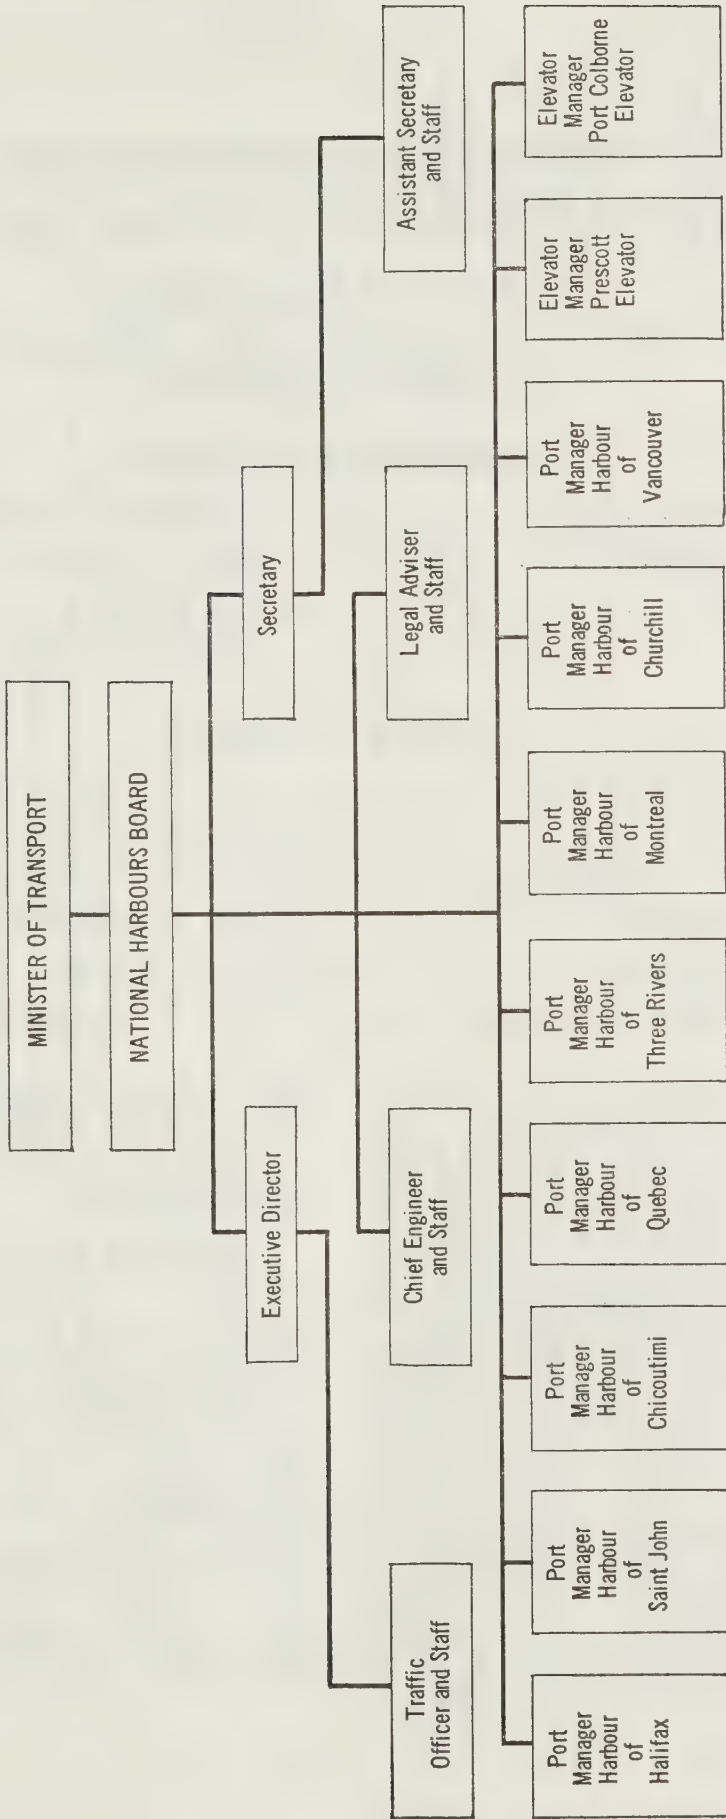 MINISTER OF TRANSPORT
NATIONAL HARBOURS BOARD
Executive Director
Secretary
Traffic
Officer and Staff
Chief Engineer
and Staff
Legal Adviser
and Staff
Assistant Secretary
and Staff
Port
Manager
Harbour
of
Halifax
Port
Manager
Harbour
of
Saint John
Port
Manager
Harbour
of
Chicoutimi
Port
Manager
Harbour
of
Quebec
Port
Manager
Harbour
of
Three Rivers
Port
Manager
Harbour
of
Montreal
Port
Manager
Harbour
of
Churchill
Port
Manager
Harbour
of
Vancouver
Elevator
Manager
Prescott
Elevator
Elevator
Manager
Port Colborne
Elevator